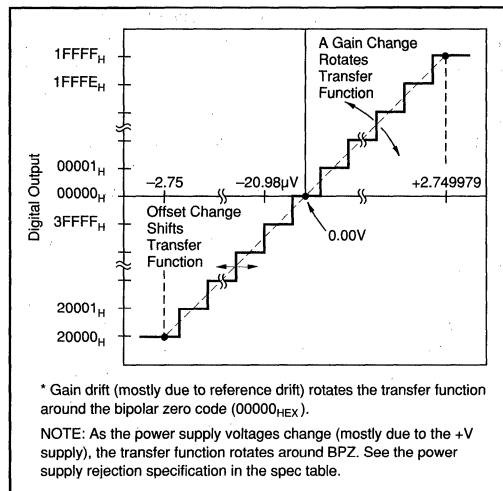 A Gain Change
Rotates
Transfer
Function
1FFFF_H
1FFFE_H
00001_H
00000_H
3FFFF_H
20001_H
20000_H
Digital Output
−2.75
−20.98µV
+2.749979
0.00V
Offset Change
Shifts
Transfer
Function
* Gain drift (mostly due to reference drift) rotates the transfer function
around the bipolar zero code (00000_HEX).
NOTE: As the power supply voltages change (mostly due to the +V
supply), the transfer function rotates around BPZ. See the power
supply rejection specification in the spec table.